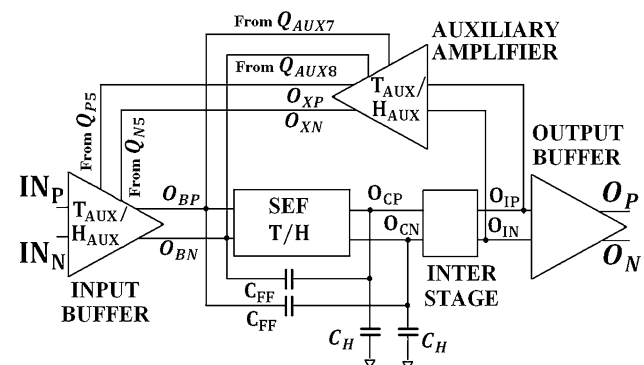 From Q_AUX7
AUXILIARY
AMPLIFIER
From Q_AUX8
T_AUX/
H_AUX
O_XP
O_XN
From Q_P5
From Q_N5
OUTPUT
BUFFER
IN_P
IN_N
T_AUX/
H_AUX
O_BP
O_BN
SEF
T/H
O_CP
O_CN
O_IP
O_IN
O_P
O_N
INPUT
BUFFER
C_FF
C_FF
INTER
STAGE
C_H
C_H